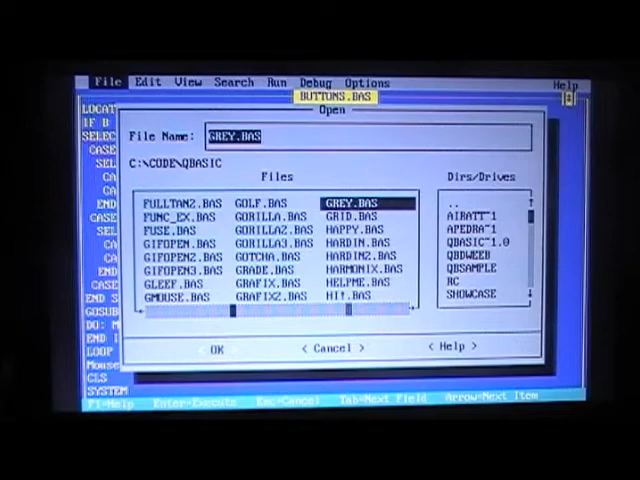 File Edit View Search Run Debug Options Help
BUTTONS.BAS
Open
LOCAT
IF B
File Name: GREY.BAS
SELEC
CASE
C:\CODE\QBASIC
SEL
Files Dirs/Drives
CA
CA
END
CASE
SEL
CA
CA
CA
END
CASE
END S
GOSUB
DO: M
END I
LOOP
Mouse
CLS
SYSTEM
FULLTAN2.BAS GOLF.BAS GREY.BAS ..
FUNC_EX.BAS GORILLA.BAS GRID.BAS AIRATT~1
FUSE.BAS GORILLA2.BAS HAPPY.BAS APEDRA~1
GIFOPEN.BAS GORILLA3.BAS HARDIN.BAS QBASIC~1.0
GIFOPEN2.BAS GOTCHA.BAS HARDIN2.BAS QBDWEEB
GIFOPEN3.BAS GRADE.BAS HARMONIX.BAS QBSAMPLE
GLEEF.BAS GRAFIX.BAS HELPME.BAS RC
GMOUSE.BAS GRAFIX2.BAS HI!.BAS SHOWCASE
OK < Cancel > < Help >
F1=Help Enter=Execute Esc=Cancel Tab=Next Field Arrow=Next Item